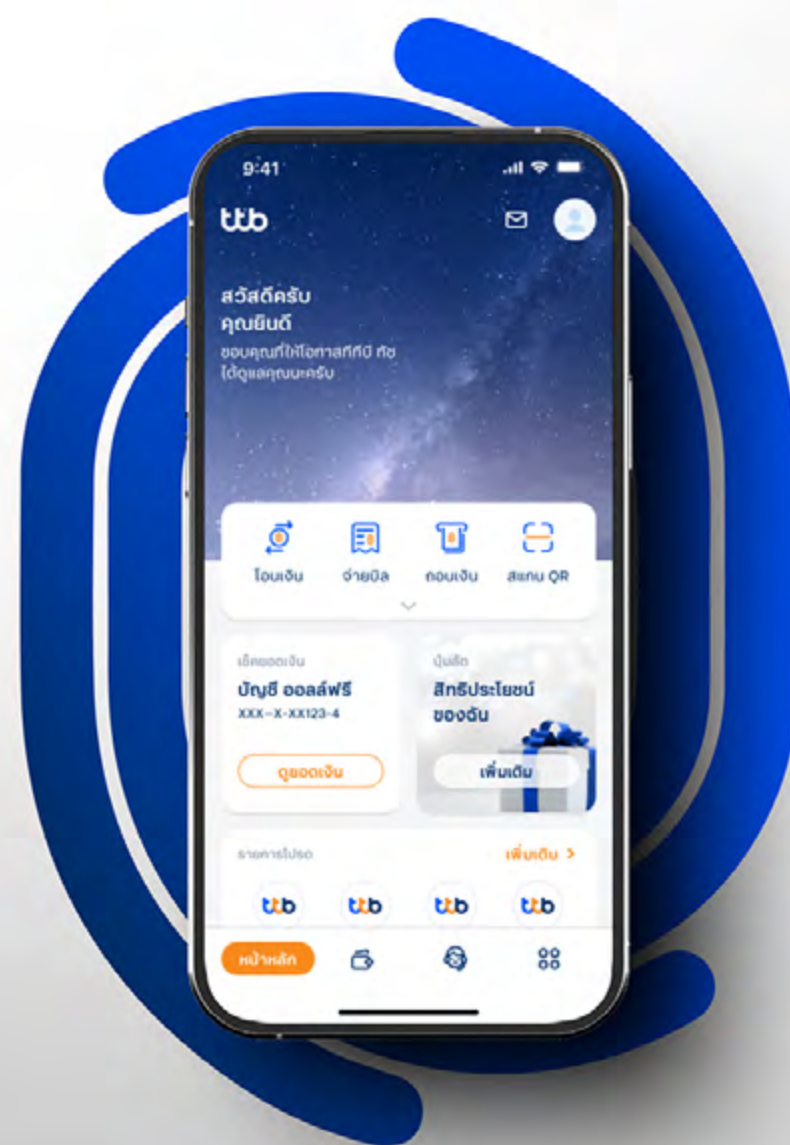 9:41
ttb
สวัสดีครับ
คุณยินดี
ขอบคุณที่ให้โอกาสทีทีบี ทัช
ได้ดูแลคุณนะครับ
โอนเงิน จ่ายบิล ถอนเงิน สแกน QR
เช็คยอดเงิน
บัญชี ออลล์ฟรี
XXX-X-XX123-4
ดูยอดเงิน
ปุ่มลัด
สิทธิประโยชน์
ของฉัน
เพิ่มเติม
รายการโปรด เพิ่มเติม >
ttb ttb ttb ttb
หน้าหลัก